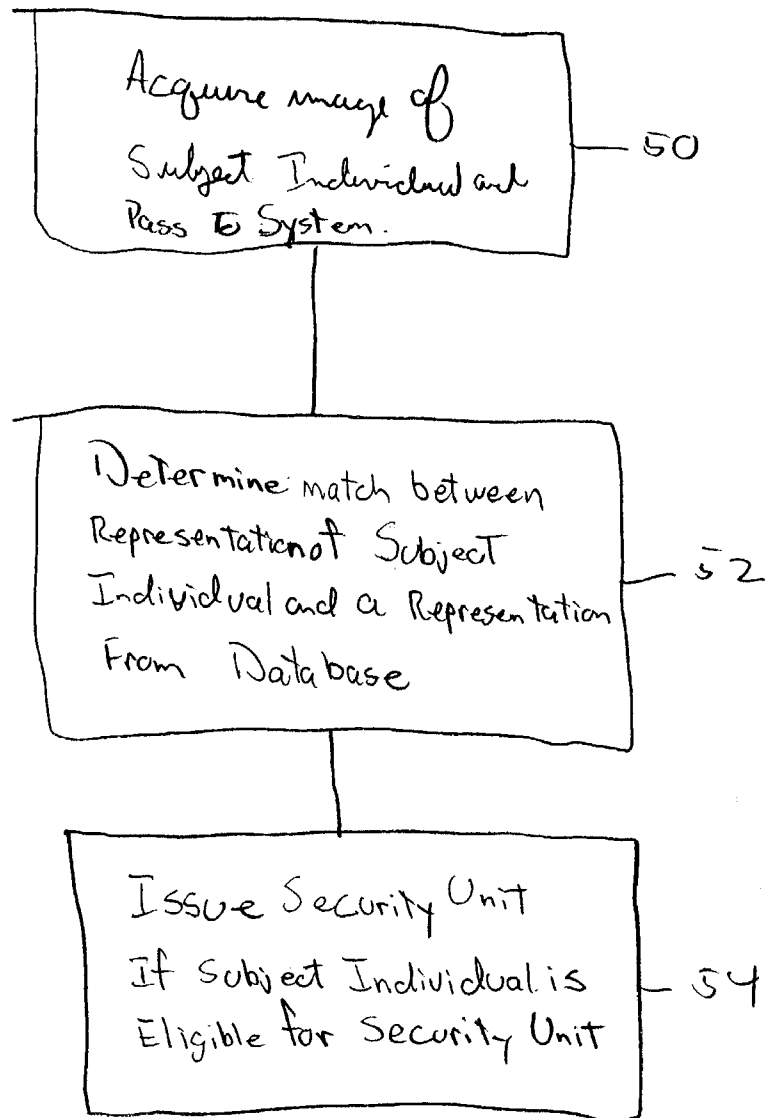 Acquire image of
Subject Individual and
Pass To System.
50
Determine match between
Representation of Subject
Individual and a Representation
From Database
52
Issue Security Unit
If Subject Individual is
Eligible for Security Unit
54